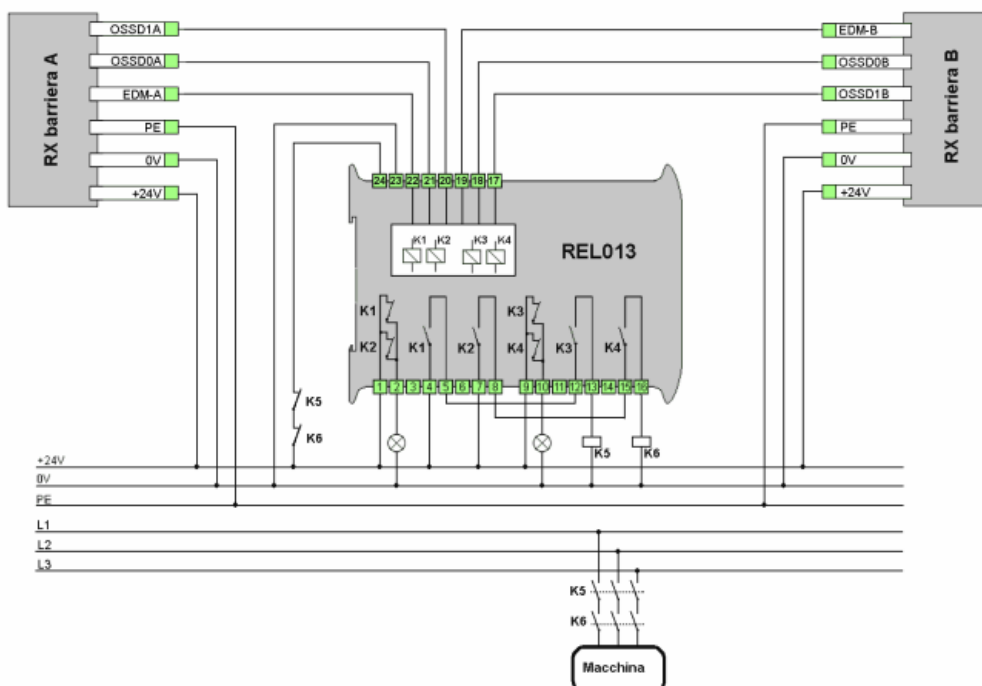 RX barriera A
OSSD1A
OSSD0A
EDM-A
PE
0V
+24V
EDM-B
OSSD0B
OSSD1B
PE
0V
+24V
RX barriera B
24 23 22 21 20 19 18 17
K1 K2 K3 K4
REL013
K1
K2
K1
K2
K3
K4
K3
K4
1 2 3 4 5 6 7 8 9 10 11 12 13 14 15 16
K5
K6
K5
K6
+24V
0V
PE
L1
L2
L3
K5
K6
Macchina